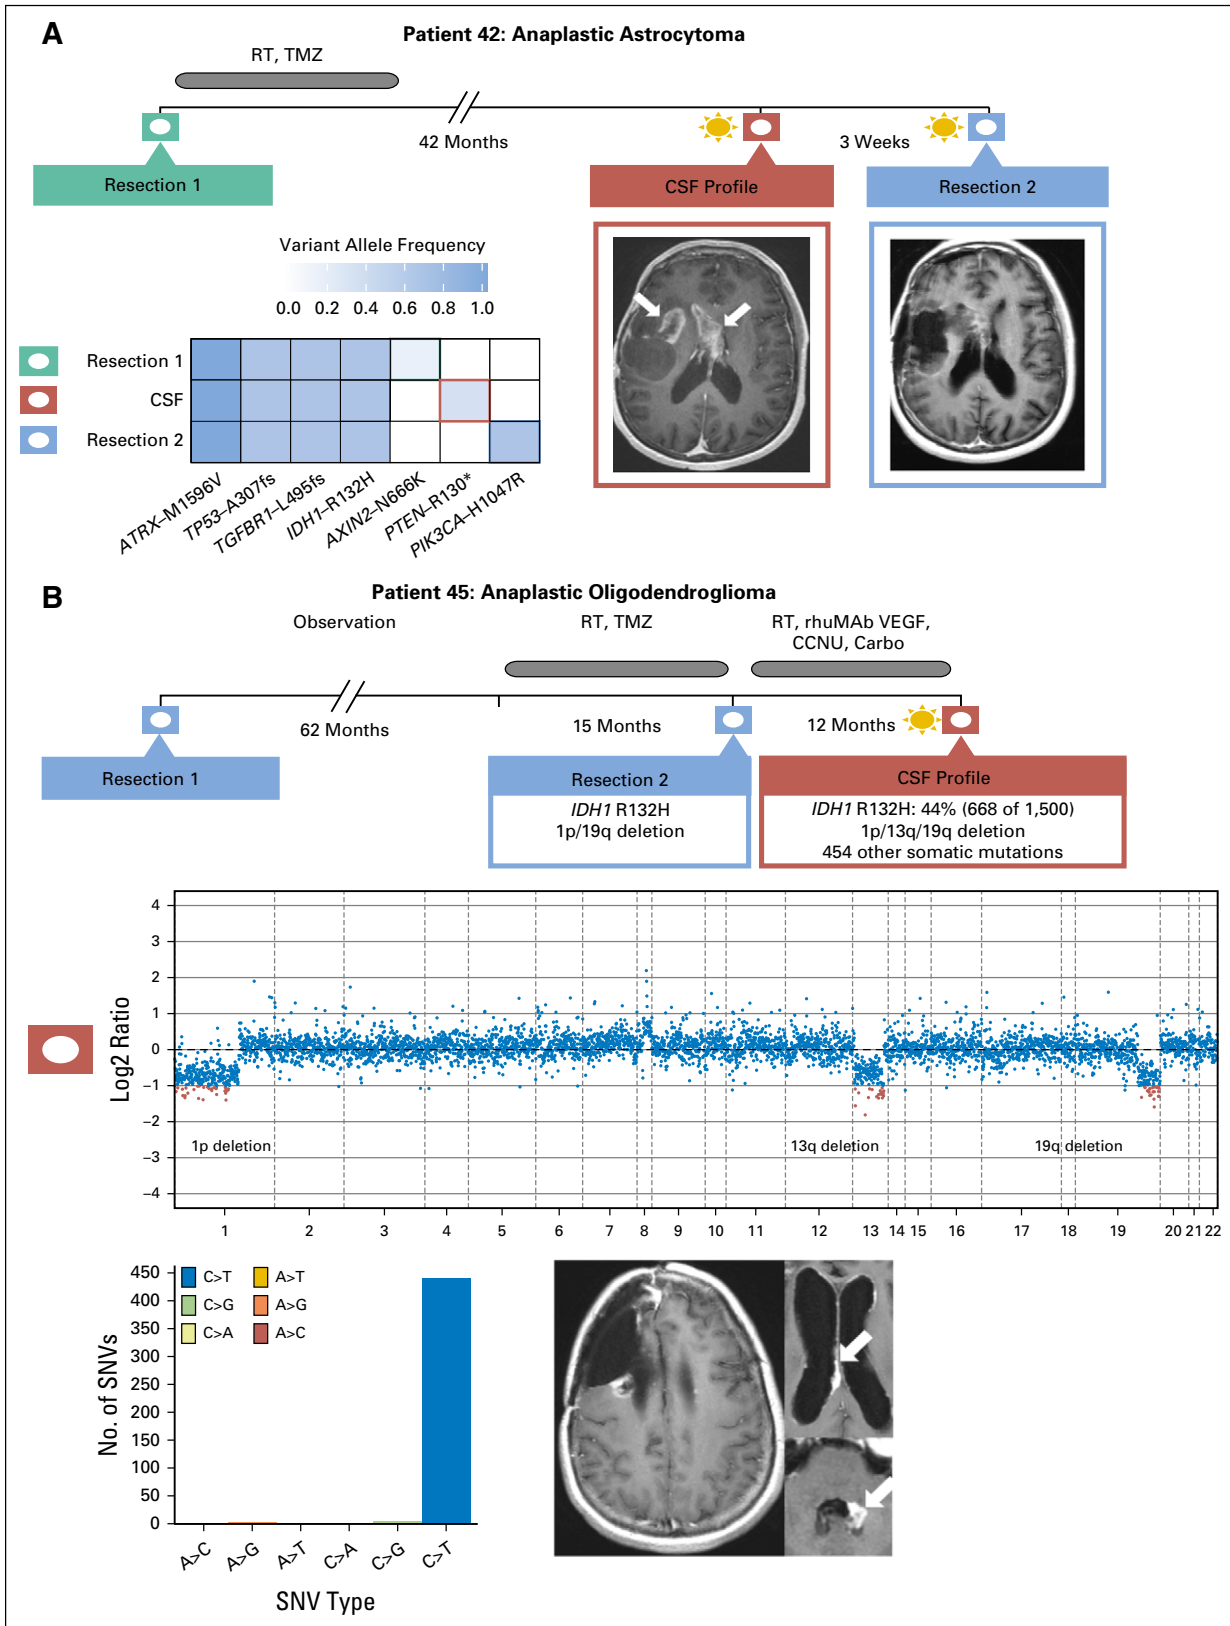 A
Patient 42: Anaplastic Astrocytoma
RT, TMZ
42 Months
3 Weeks
Resection 1
CSF Profile
Resection 2
Variant Allele Frequency
0.0 0.2 0.4 0.6 0.8 1.0
Resection 1
CSF
Resection 2
ATRX–M1596V
TP53–A307fs
TGFBR1–L495fs
IDH1–R132H
AXIN2–N666K
PTEN–R130*
PIK3CA–H1047R
B
Patient 45: Anaplastic Oligodendroglioma
Observation
RT, TMZ
RT, rhuMAb VEGF,
CCNU, Carbo
62 Months
15 Months
12 Months
Resection 1
Resection 2
IDH1 R132H
1p/19q deletion
CSF Profile
IDH1 R132H: 44% (668 of 1,500)
1p/13q/19q deletion
454 other somatic mutations
Log2 Ratio
4
3
2
1
0
–1
–2
–3
–4
1p deletion
13q deletion
19q deletion
1 2 3 4 5 6 7 8 9 10 11 12 13 14 15 16 17 18 19 20 21 22
No. of SNVs
450
400
350
300
250
200
150
100
50
0
C>T
A>T
C>G
A>G
C>A
A>C
A>C
A>G
A>T
C>A
C>G
C>T
SNV Type